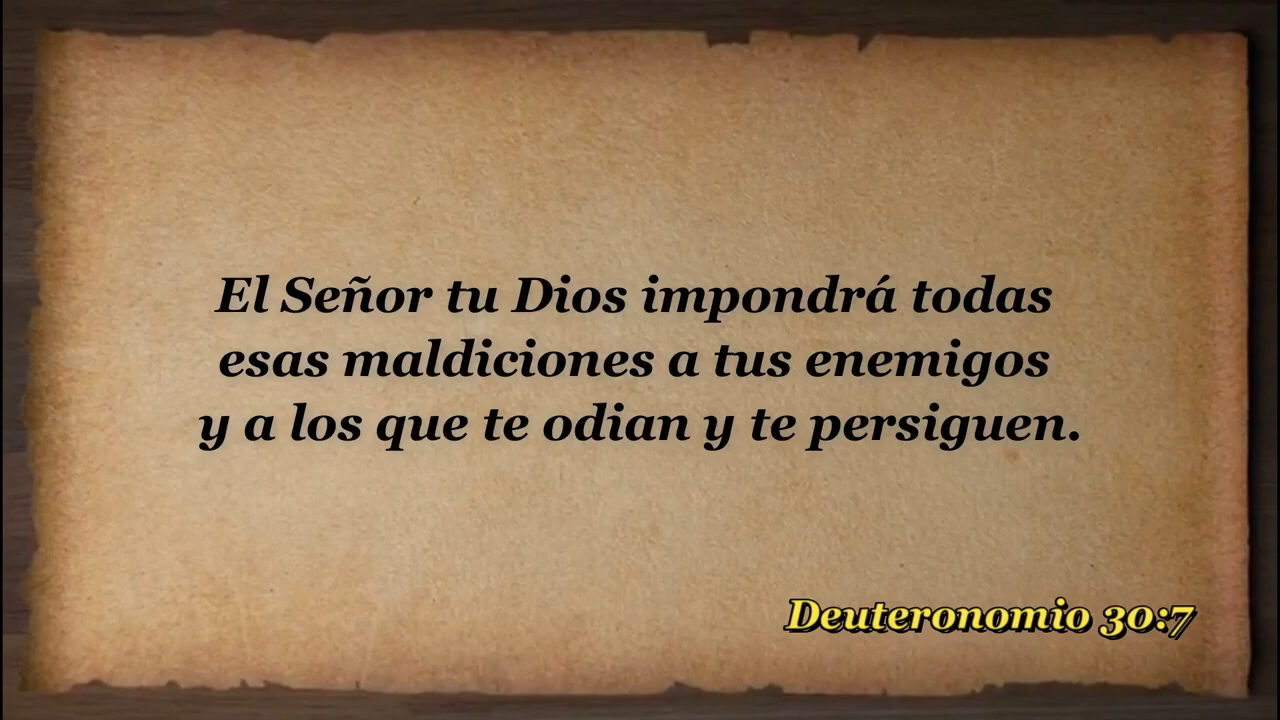 El Señor tu Dios impondrá todas
esas maldiciones a tus enemigos
y a los que te odian y te persiguen.
Deuteronomio 30:7